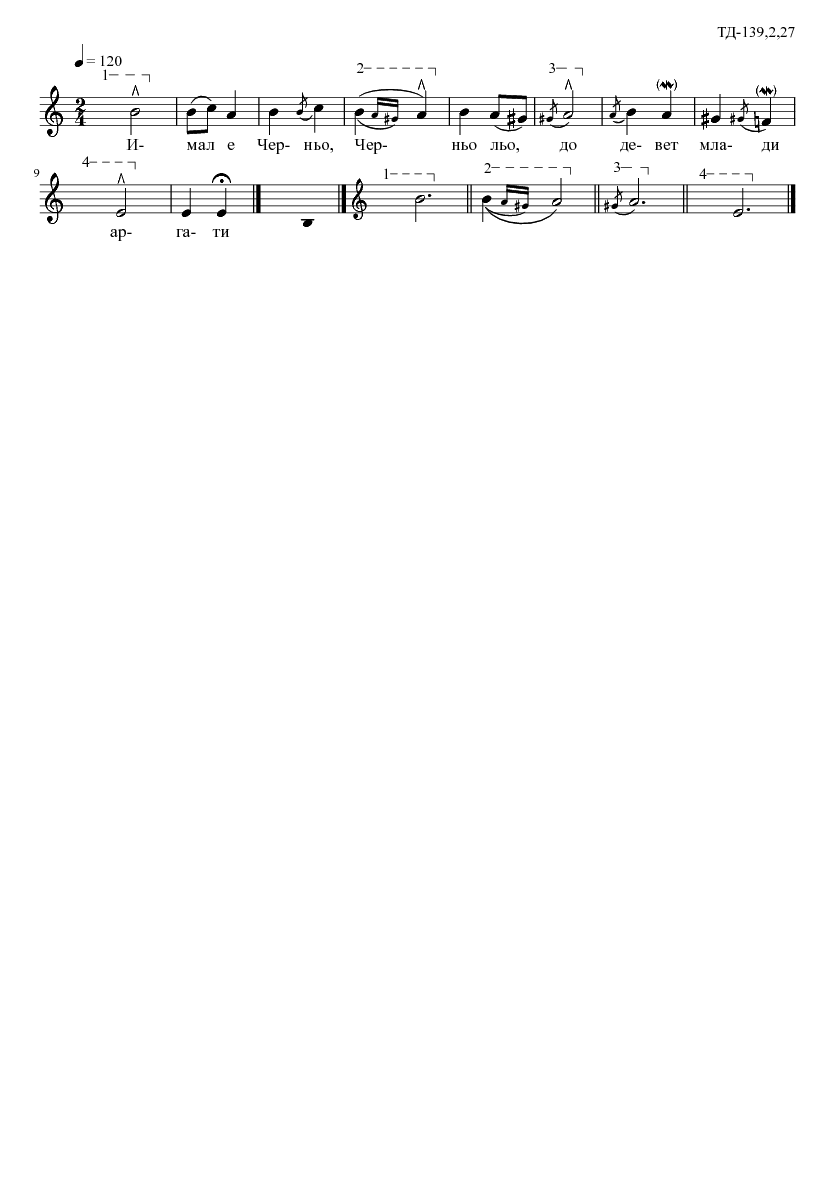 ТД-139,2,27
= 120
1 2 3
И- мал е Чер- ньо, Чер- ньо льо, до де- вет мла- ди
9 4 1 2 3 4
ар- га- ти